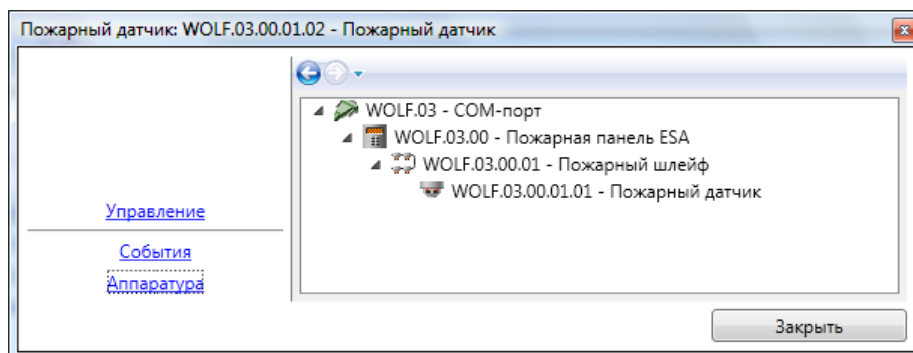 Пожарный датчик: WOLF.03.00.01.02 - Пожарный датчик
WOLF.03 - COM-порт
WOLF.03.00 - Пожарная панель ESA
WOLF.03.00.01 - Пожарный шлейф
WOLF.03.00.01.01 - Пожарный датчик
Управление
События
Аппаратура
Закрыть